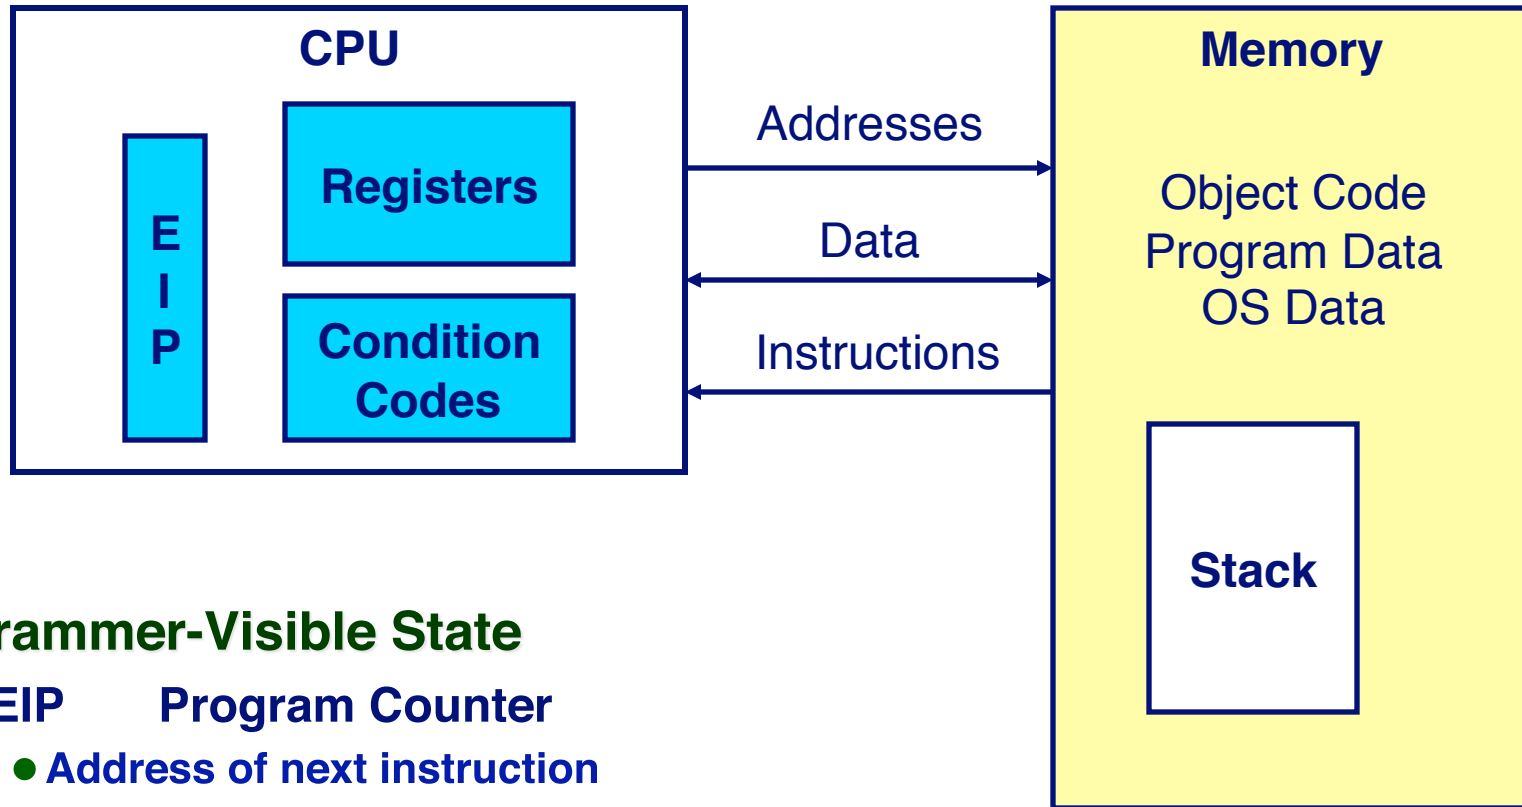 CPU
E
I
P
Registers
Condition
Codes
Addresses
Data
Instructions
Memory
Object Code
Program Data
OS Data
Stack
rammer-Visible State
EIP Program Counter
● Address of next instruction